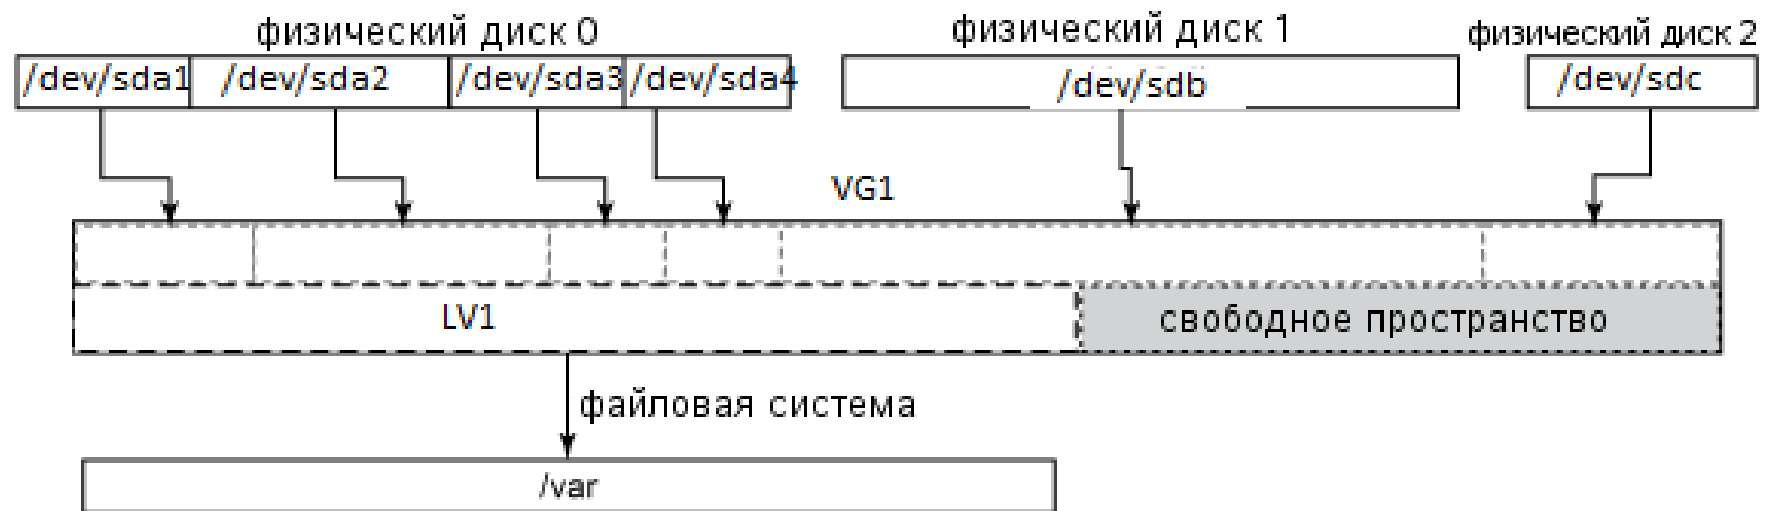 физический диск 0
физический диск 1
физический диск 2
/dev/sda1
/dev/sda2
/dev/sda3
/dev/sda4
/dev/sdb
/dev/sdc
VG1
LV1
свободное пространство
файловая система
/var